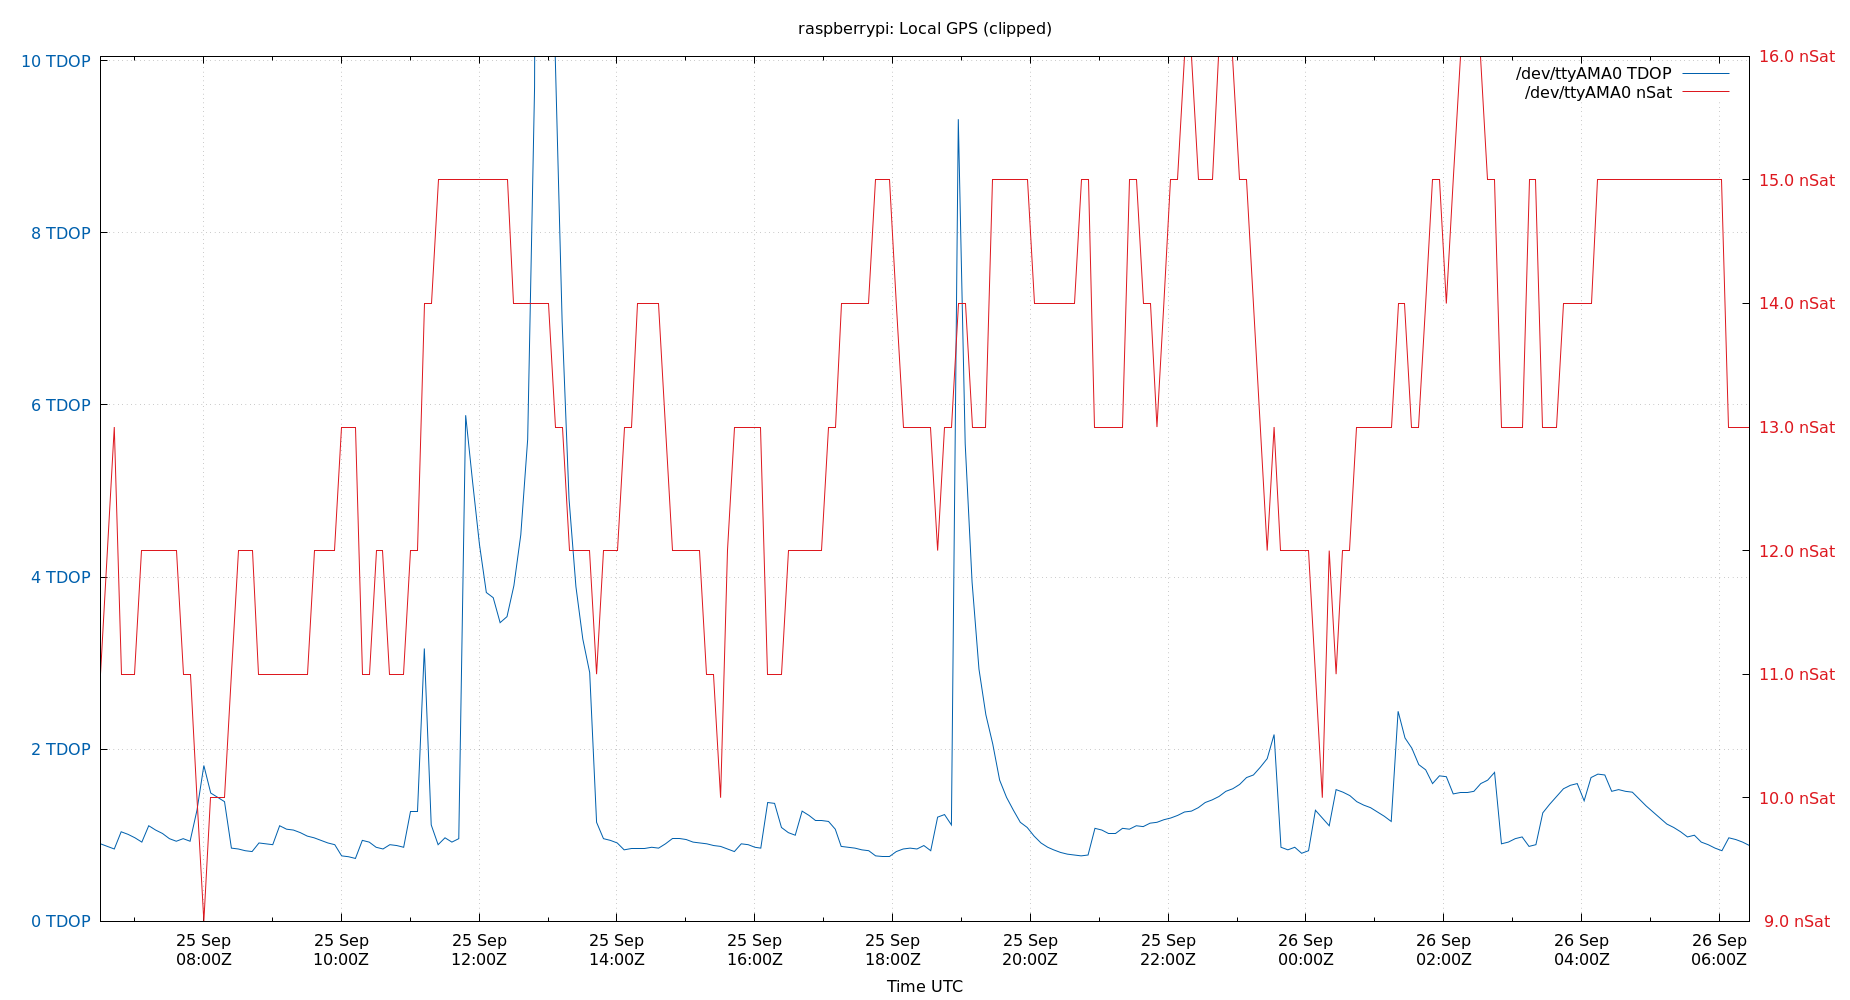 raspberrypi: Local GPS (clipped)
10 TDOP
8 TDOP
6 TDOP
4 TDOP
2 TDOP
0 TDOP
/dev/ttyAMA0 TDOP
/dev/ttyAMA0 nSat
16.0 nSat
15.0 nSat
14.0 nSat
13.0 nSat
12.0 nSat
11.0 nSat
10.0 nSat
9.0 nSat
25 Sep
08:00Z
25 Sep
10:00Z
25 Sep
12:00Z
25 Sep
14:00Z
25 Sep
16:00Z
25 Sep
18:00Z
25 Sep
20:00Z
25 Sep
22:00Z
26 Sep
00:00Z
26 Sep
02:00Z
26 Sep
04:00Z
26 Sep
06:00Z
Time UTC